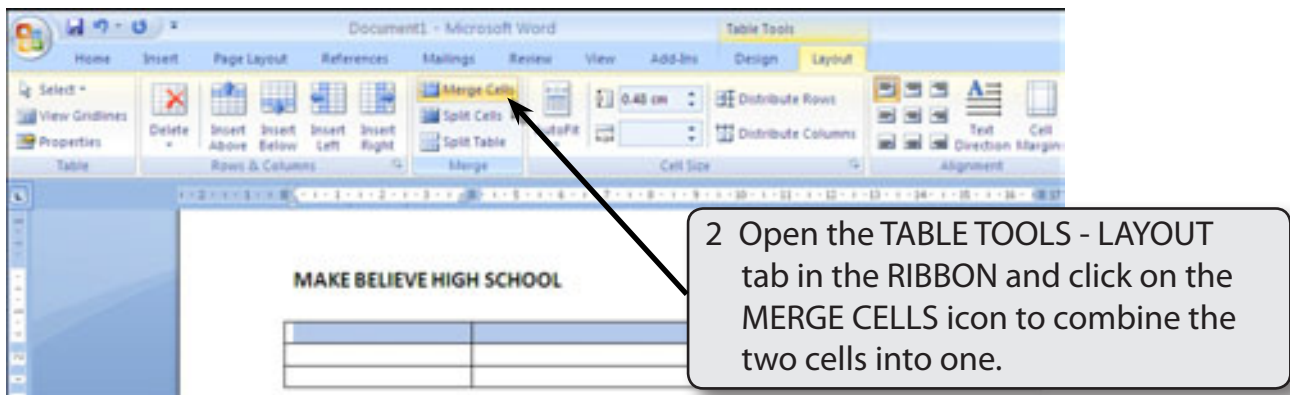 Document1 - Microsoft Word Table Tools
Home Insert Page Layout References Mailings Review View Add-Ins Design Layout
Select Merge Cells 0.48 cm Distribute Rows
View Gridlines Delete Insert Above Insert Below Insert Left Insert Right Split Cells AutoFit Distribute Columns Text Direction Cell Margin
Properties Split Table
Table Rows & Columns Merge Cell Size Alignment
MAKE BELIEVE HIGH SCHOOL
2 Open the TABLE TOOLS - LAYOUT
tab in the RIBBON and click on the
MERGE CELLS icon to combine the
two cells into one.